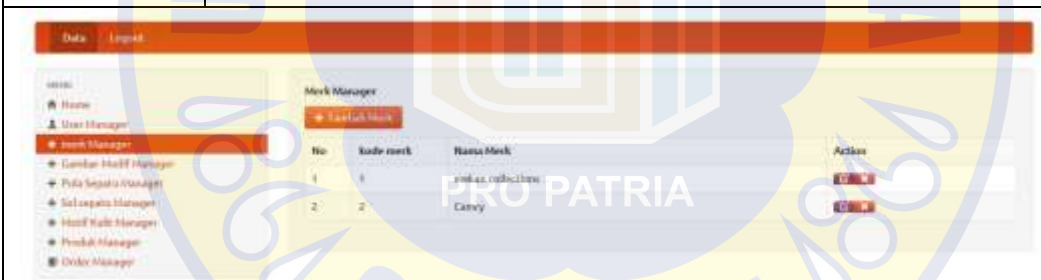 Data Logout
MENU
Home
User Manager
merk Manager
Gambar Motif Manager
Pola Sepatu Manager
Sol sepatu Manager
Motif Kulit Manager
Produk Manager
Order Manager
Merk Manager
Tambah Merk
No kode merk Nama Merk Action
1 1 collections
2 2 Camry
PRO PATRIA